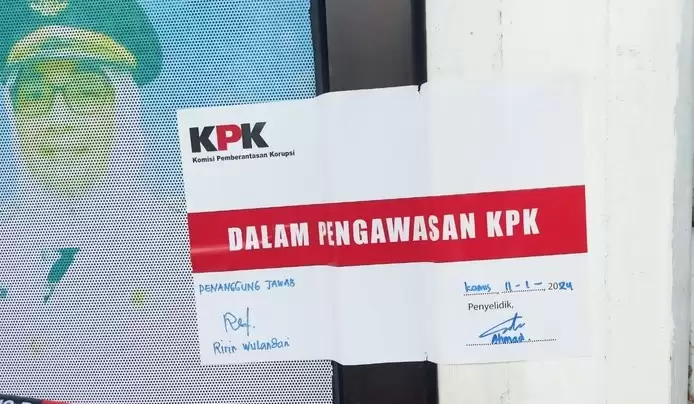 KPK
Komisi Pemberantasan Korupsi
DALAM PENGAWASAN KPK
PENANGGUNG JAWAB
Ririn Wulandari
Kamis, 11-1-, 2024
Penyelidik,
Ahmad